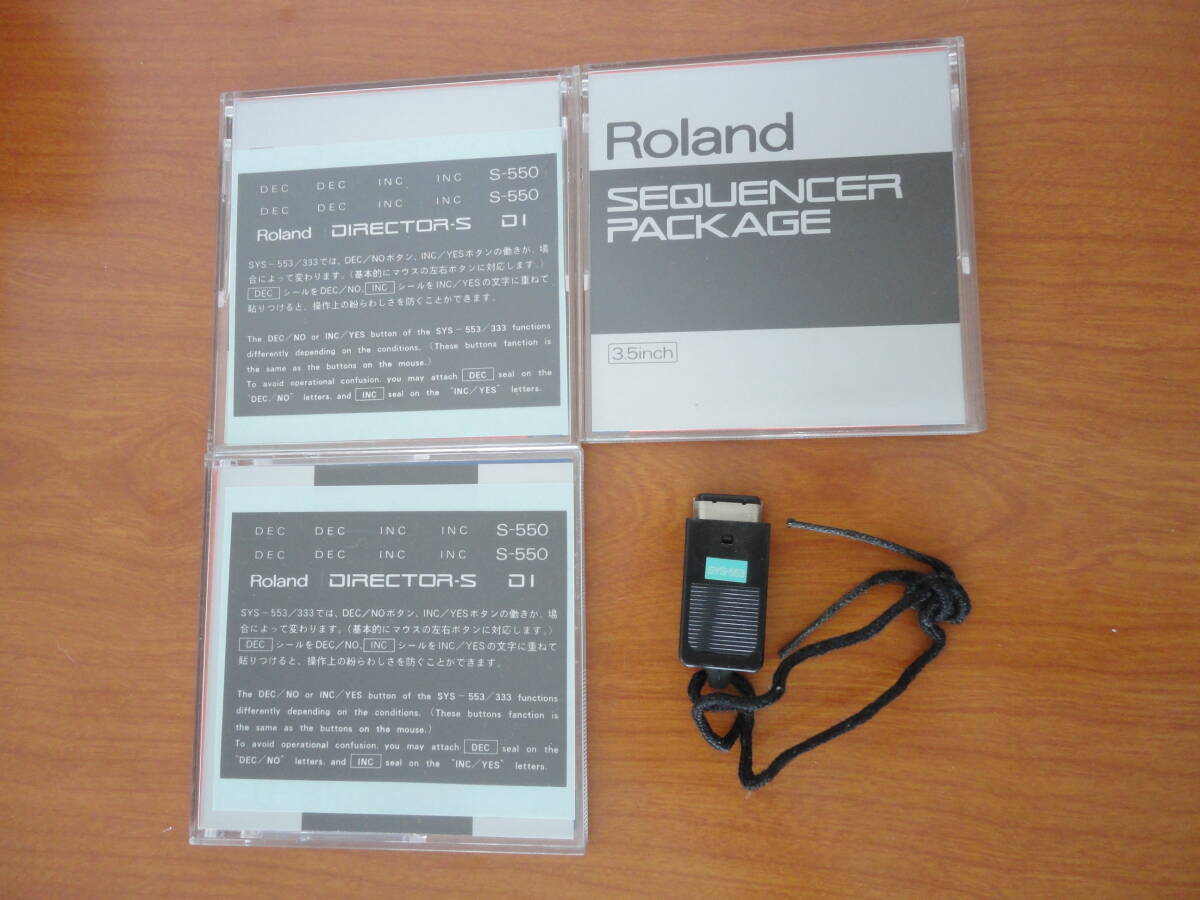 DEC DEC INC INC S-550
DEC DEC INC INC S-550
Roland DIRECTOR-S D1
SYS-553/333では、DEC/NOボタン、INC/YESボタンの働きが、場
合によって変わります。(基本的にマウスの左右ボタンに対応します。)
DEC シールをDEC/NO、INC シールをINC/YESの文字に重ねて
貼りつけると、操作上の紛らわしさを防ぐことができます。
The DEC/NO or INC/YES button of the SYS-553/333 functions
differently depending on the conditions. (These buttons fanction is
the same as the buttons on the mouse.)
To avoid operational confusion, you may attach DEC seal on the
"DEC/NO" letters, and INC seal on the "INC/YES" letters.
Roland
SEQUENCER
PACKAGE
3.5inch
DEC DEC INC INC S-550
DEC DEC INC INC S-550
Roland DIRECTOR-S D1
SYS-553/333では、DEC/NOボタン、INC/YESボタンの働きが、場
合によって変わります。(基本的にマウスの左右ボタンに対応します。)
DEC シールをDEC/NO、INC シールをINC/YESの文字に重ねて
貼りつけると、操作上の紛らわしさを防ぐことができます。
The DEC/NO or INC/YES button of the SYS-553/333 functions
differently depending on the conditions. (These buttons fanction is
the same as the buttons on the mouse.)
To avoid operational confusion, you may attach DEC seal on the
"DEC/NO" letters, and INC seal on the "INC/YES" letters.
SYS-553